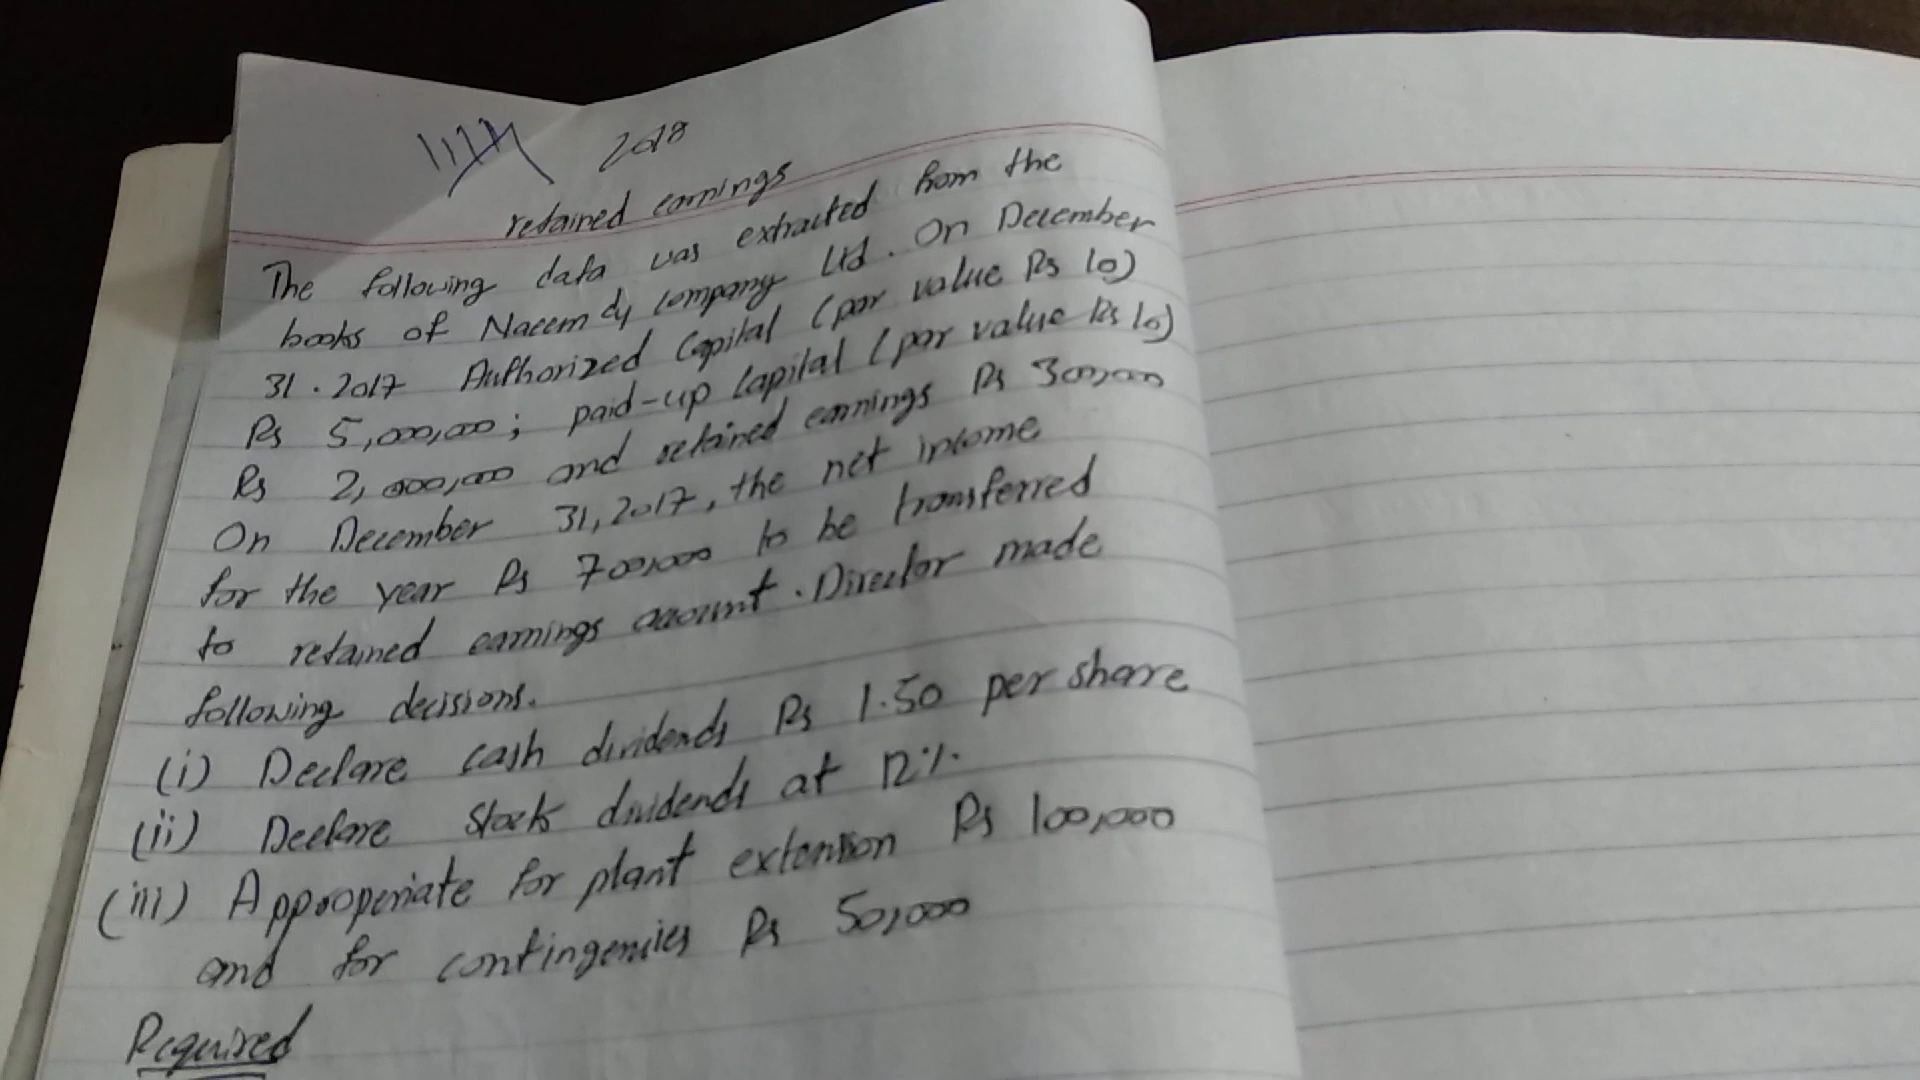 2018
retained earnings
The following data was extracted from the
books of Naeem dy company Ltd. On December
31. 2017 Authorized Capital (par value Rs 10)
Rs 5,000,000; paid-up Capital (par value Rs 10)
Rs 2,000,000 and retained earnings Rs 300,000
On December 31, 2017, the net income
for the year Rs 700,000 to be transferred
to retained earnings account. Director made
following decisions.
(i) Declare cash dividends Rs 1.50 per share
(ii) Declare stock dividends at 12%.
(iii) Approperiate for plant extension Rs 100,000
and for contingencies Rs 50,000
Required